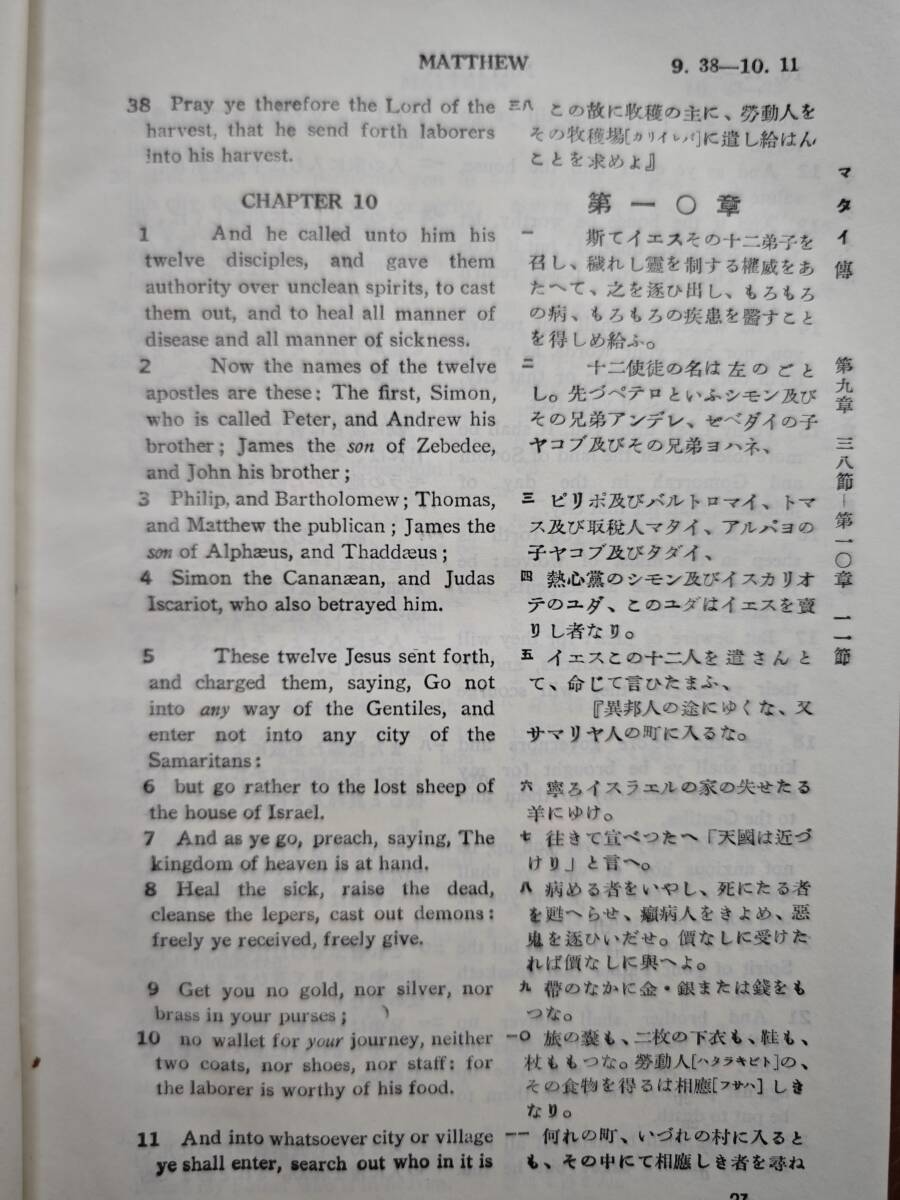 MATTHEW
9. 38—10. 11
38 Pray ye therefore the Lord of the
harvest, that he send forth laborers
into his harvest.
CHAPTER 10
1 And he called unto him his
twelve disciples, and gave them
authority over unclean spirits, to cast
them out, and to heal all manner of
disease and all manner of sickness.
2 Now the names of the twelve
apostles are these: The first, Simon,
who is called Peter, and Andrew his
brother; James the son of Zebedee,
and John his brother;
3 Philip, and Bartholomew; Thomas,
and Matthew the publican; James the
son of Alphæus, and Thaddæus;
4 Simon the Cananæan, and Judas
Iscariot, who also betrayed him.
5 These twelve Jesus sent forth,
and charged them, saying, Go not
into any way of the Gentiles, and
enter not into any city of the
Samaritans:
6 but go rather to the lost sheep of
the house of Israel.
7 And as ye go, preach, saying, The
kingdom of heaven is at hand.
8 Heal the sick, raise the dead,
cleanse the lepers, cast out demons:
freely ye received, freely give.
9 Get you no gold, nor silver, nor
brass in your purses;
10 no wallet for your journey, neither
two coats, nor shoes, nor staff: for
the laborer is worthy of his food.
11 And into whatsoever city or village
ye shall enter, search out who in it is
三八 この故に收穫の主に、勞動人を
その收穫場[カリイレバ]に遣し給はん
ことを求めよ』
第一〇章
一 斯てイエスその十二弟子を
召し、穢れし靈を制する權威をあ
たへて、之を逐ひ出し、もろもろ
の病、もろもろの疾患を醫すこと
を得しめ給ふ。
二 十二使徒の名は左のごと
し。先づペテロといふシモン及び
その兄弟アンデレ、ゼベダイの子
ヤコブ及びその兄弟ヨハネ、
三 ピリポ及びバルトロマイ、トマ
ス及び取税人マタイ、アルパヨの
子ヤコブ及びタダイ、
四 熱心黨のシモン及びイスカリオ
テのユダ、このユダはイエスを賣
りし者なり。
五 イエスこの十二人を遣さんと
て、命じて言ひたまふ、
『異邦人の途にゆくな、又
サマリヤ人の町に入るな。
六 寧ろイスラエルの家の失せたる
羊にゆけ。
七 往きて宣べつたへ「天國は近づ
けり」と言へ。
八 病める者をいやし、死にたる者
を甦へらせ、癩病人をきよめ、惡
鬼を逐ひいだせ。價なしに受けた
れば價なしに與へよ。
九 帶のなかに金・銀または錢をも
つな。
一〇 旅の嚢も、二枚の下衣も、鞋も、
杖ももつな。勞動人[ハタラキビト]の、
その食物を得るは相應[フサハ]しき
なり。
一一 何れの町、いづれの村に入ると
も、その中にて相應しき者を尋ね
マタイ傳 第九章 三八節—第一〇章 一一節
27